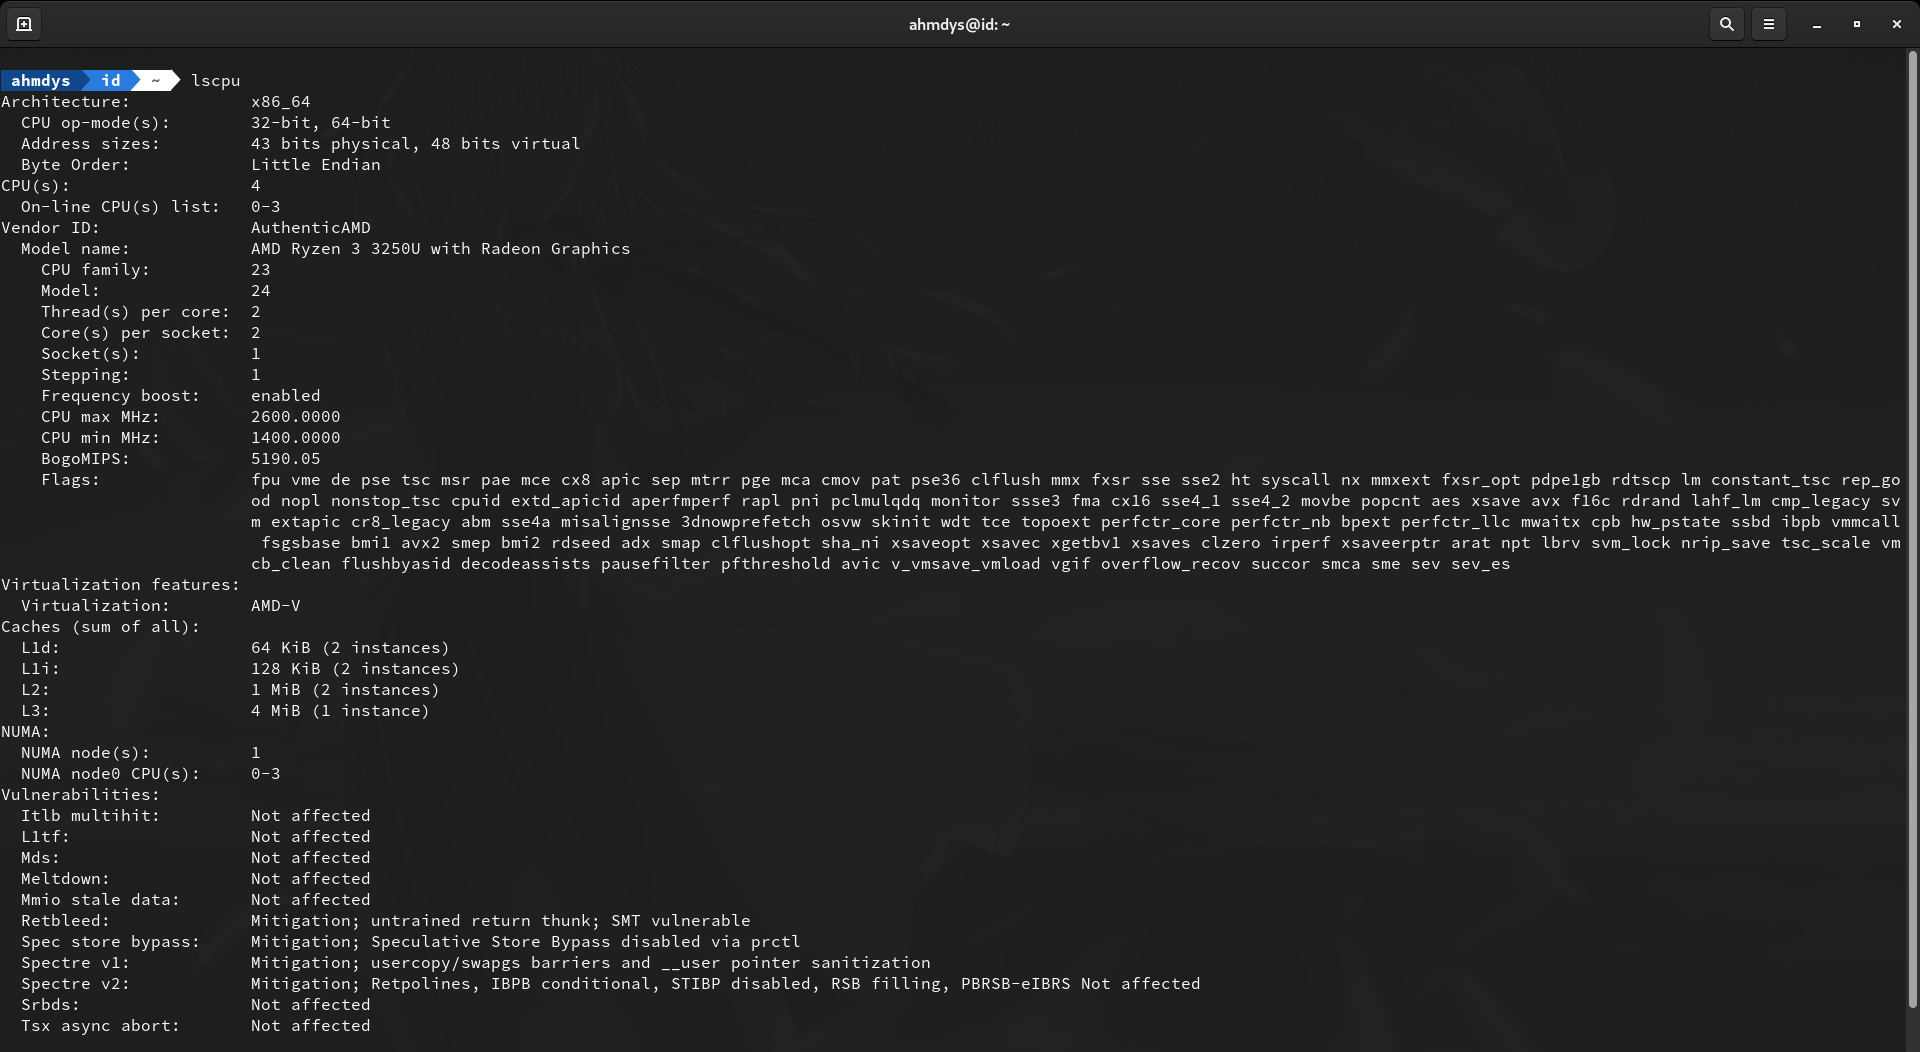 ahmdys@id: ~
ahmdys id ~ lscpu
Architecture: x86_64
CPU op-mode(s): 32-bit, 64-bit
Address sizes: 43 bits physical, 48 bits virtual
Byte Order: Little Endian
CPU(s): 4
On-line CPU(s) list: 0-3
Vendor ID: AuthenticAMD
Model name: AMD Ryzen 3 3250U with Radeon Graphics
CPU family: 23
Model: 24
Thread(s) per core: 2
Core(s) per socket: 2
Socket(s): 1
Stepping: 1
Frequency boost: enabled
CPU max MHz: 2600.0000
CPU min MHz: 1400.0000
BogoMIPS: 5190.05
Flags: fpu vme de pse tsc msr pae mce cx8 apic sep mtrr pge mca cmov pat pse36 clflush mmx fxsr sse sse2 ht syscall nx mmxext fxsr_opt pdpe1gb rdtscp lm constant_tsc rep_go
od nopl nonstop_tsc cpuid extd_apicid aperfmperf rapl pni pclmulqdq monitor ssse3 fma cx16 sse4_1 sse4_2 movbe popcnt aes xsave avx f16c rdrand lahf_lm cmp_legacy sv
m extapic cr8_legacy abm sse4a misalignsse 3dnowprefetch osvw skinit wdt tce topoext perfctr_core perfctr_nb bpext perfctr_llc mwaitx cpb hw_pstate ssbd ibpb vmmcall
fsgsbase bmi1 avx2 smep bmi2 rdseed adx smap clflushopt sha_ni xsaveopt xsavec xgetbv1 xsaves clzero irperf xsaveerptr arat npt lbrv svm_lock nrip_save tsc_scale vm
cb_clean flushbyasid decodeassists pausefilter pfthreshold avic v_vmsave_vmload vgif overflow_recov succor smca sme sev sev_es
Virtualization features:
Virtualization: AMD-V
Caches (sum of all):
L1d: 64 KiB (2 instances)
L1i: 128 KiB (2 instances)
L2: 1 MiB (2 instances)
L3: 4 MiB (1 instance)
NUMA:
NUMA node(s): 1
NUMA node0 CPU(s): 0-3
Vulnerabilities:
Itlb multihit: Not affected
L1tf: Not affected
Mds: Not affected
Meltdown: Not affected
Mmio stale data: Not affected
Retbleed: Mitigation; untrained return thunk; SMT vulnerable
Spec store bypass: Mitigation; Speculative Store Bypass disabled via prctl
Spectre v1: Mitigation; usercopy/swapgs barriers and __user pointer sanitization
Spectre v2: Mitigation; Retpolines, IBPB conditional, STIBP disabled, RSB filling, PBRSB-eIBRS Not affected
Srbds: Not affected
Tsx async abort: Not affected